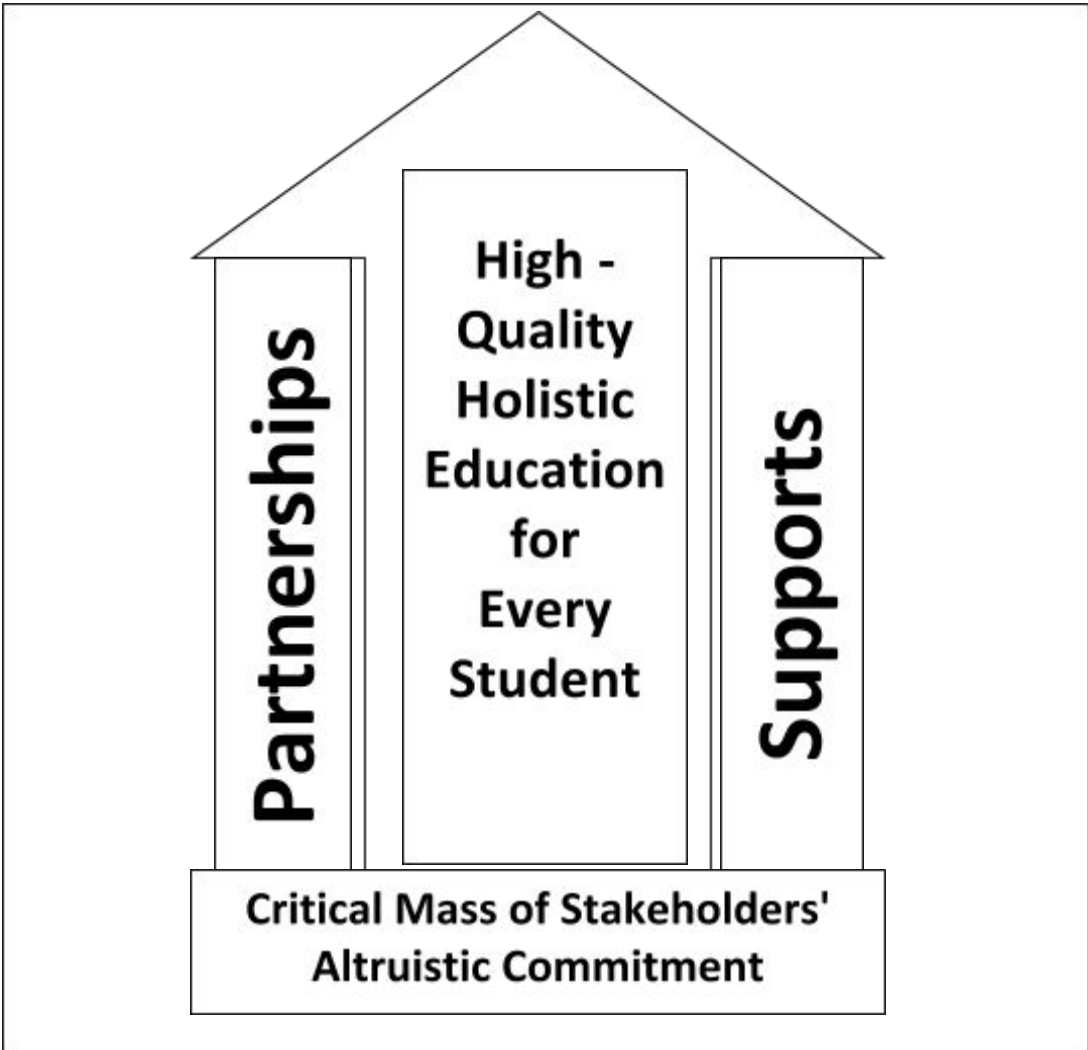 Partnerships
High -
Quality
Holistic
Education
for
Every
Student
Supports
Critical Mass of Stakeholders'
Altruistic Commitment